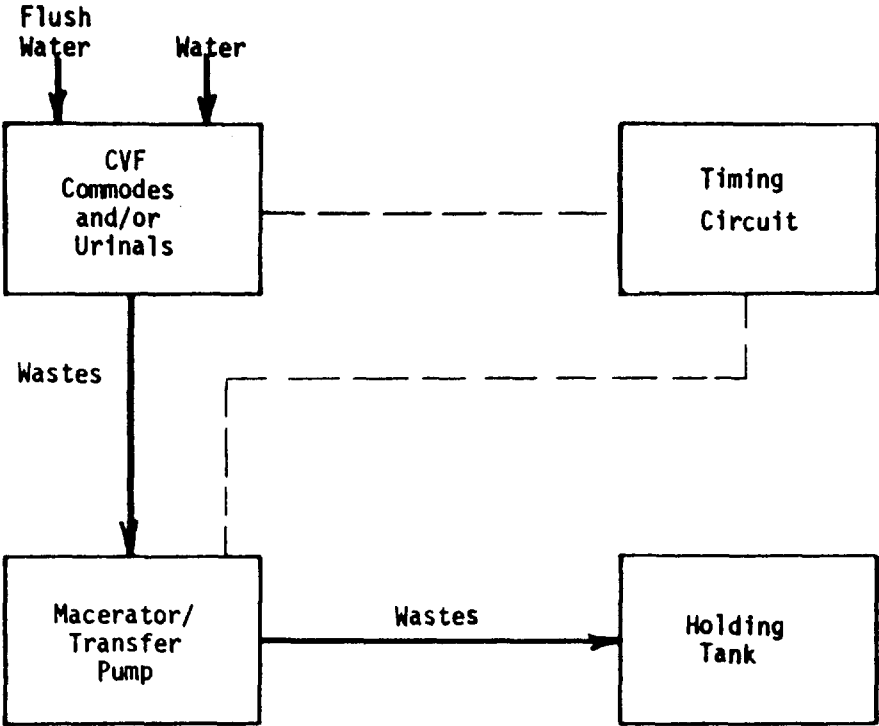 Flush
Water
Water
CVF
Commodes
and/or
Urinals
Timing
Circuit
Wastes
Macerator/
Transfer
Pump
Wastes
Holding
Tank